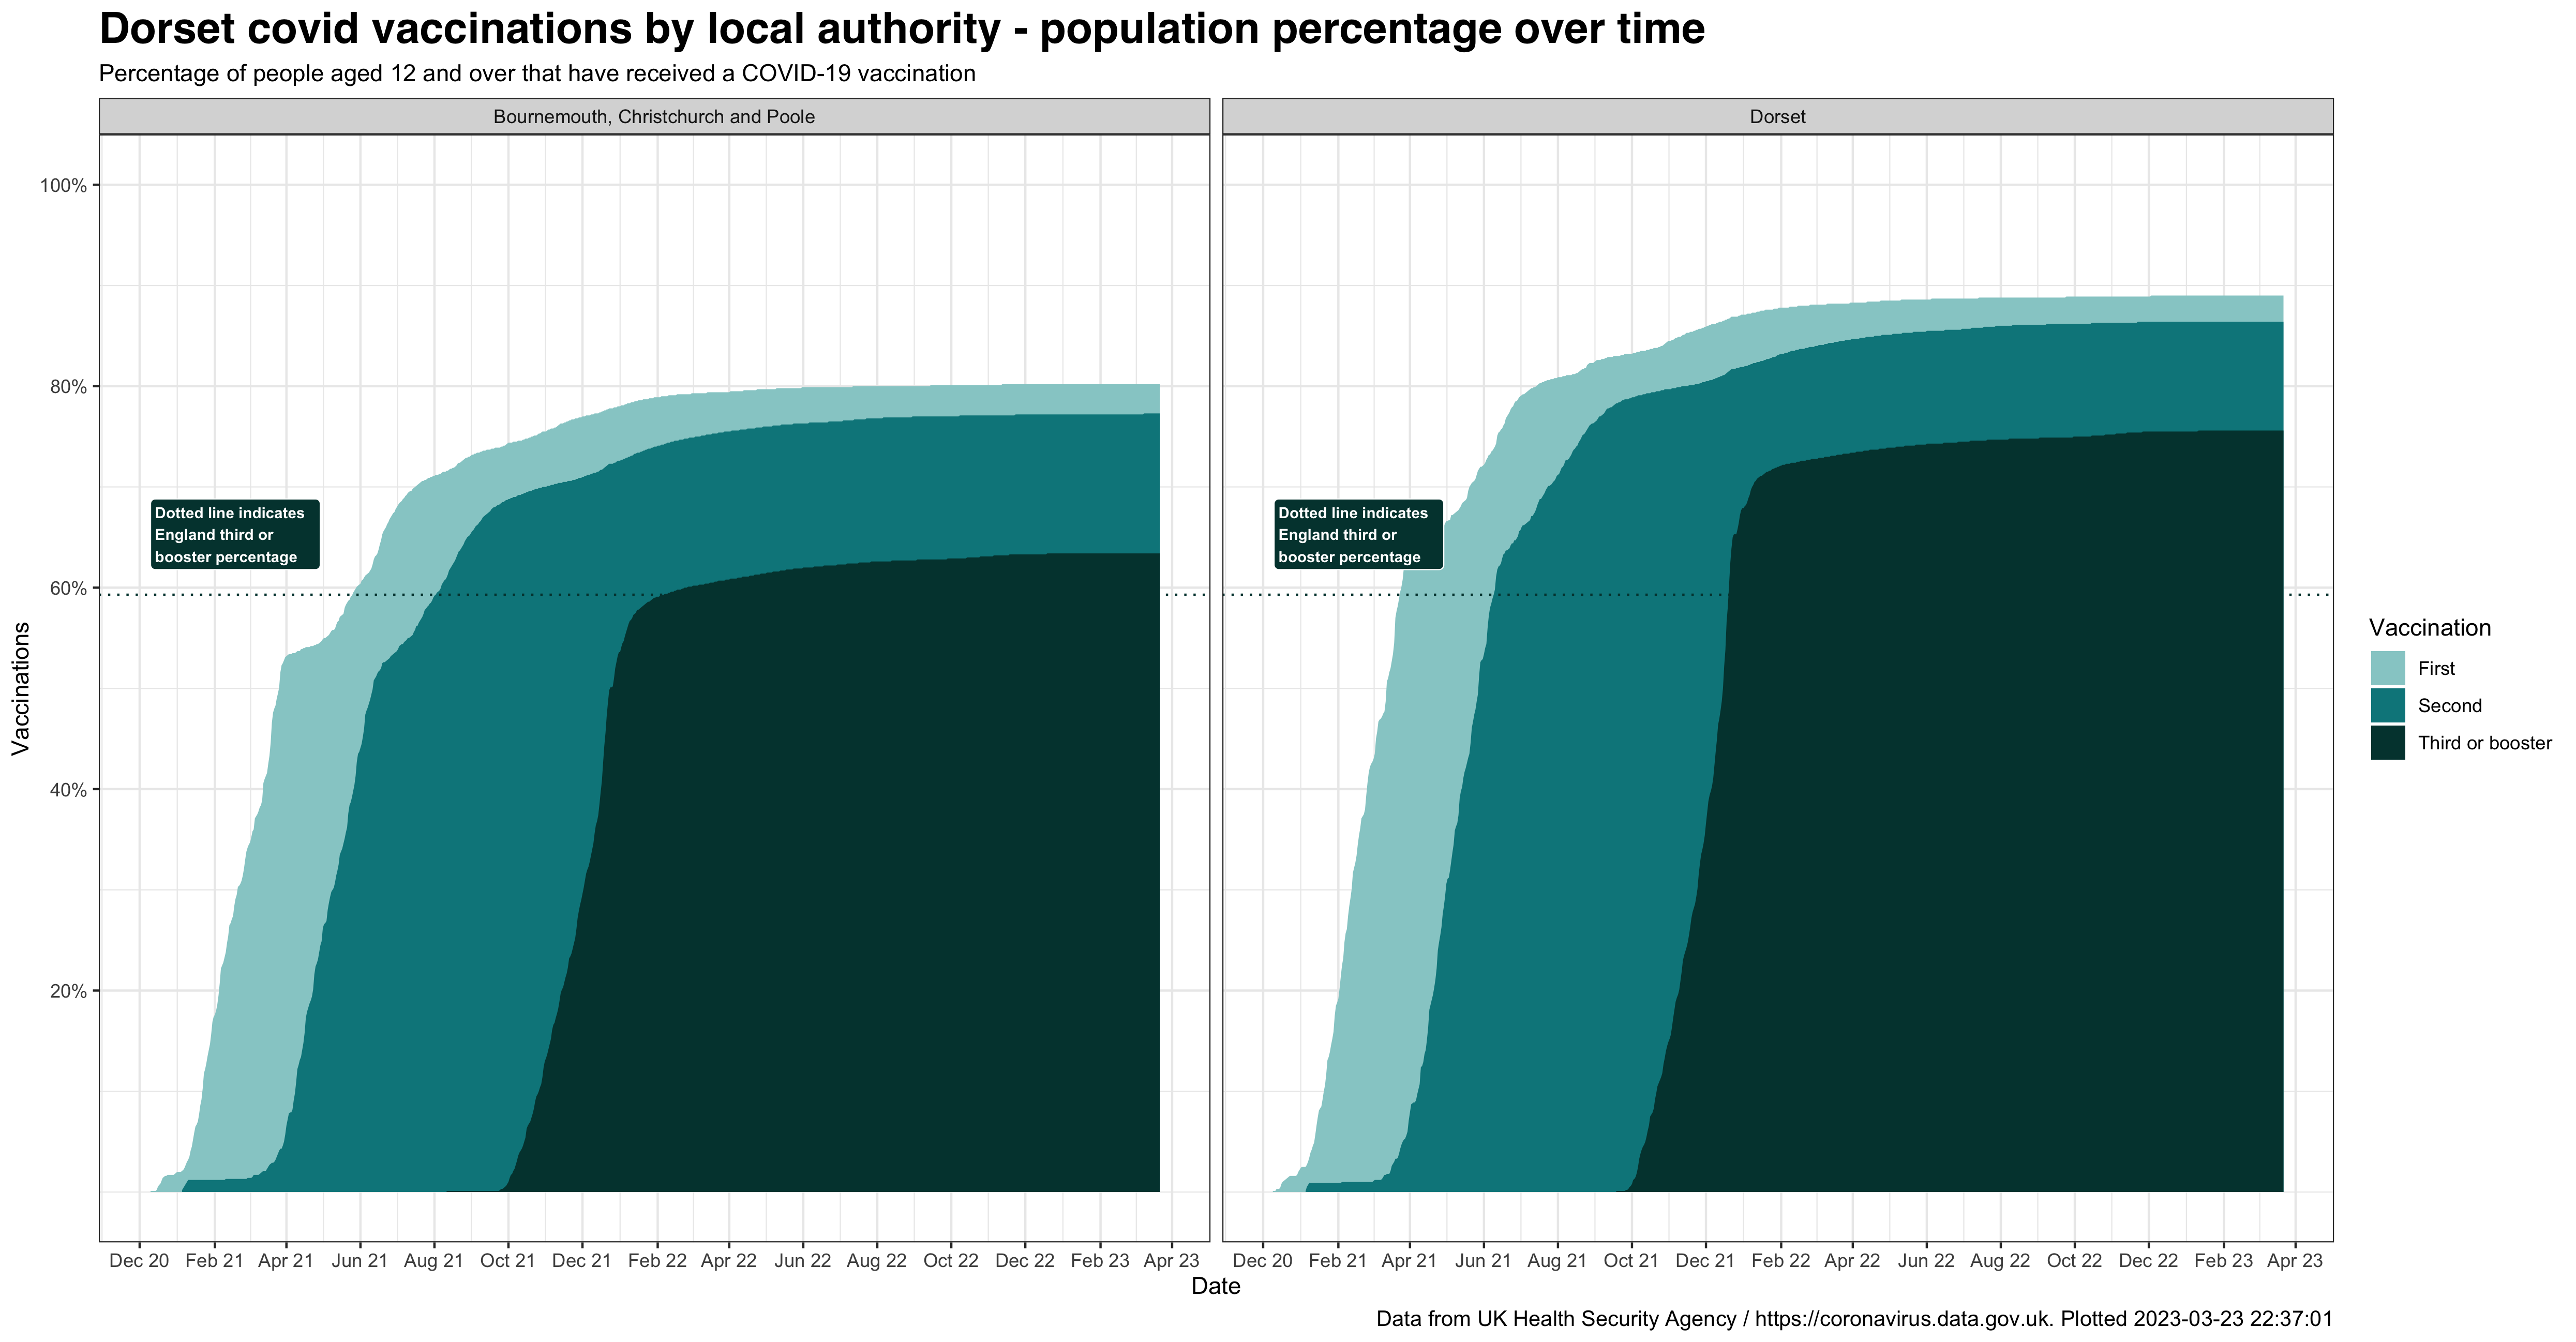 Dorset covid vaccinations by local authority - population percentage over time
Percentage of people aged 12 and over that have received a COVID-19 vaccination
Bournemouth, Christchurch and Poole
Dorset
100%
80%
60%
40%
20%
Vaccinations
Dotted line indicates
England third or
booster percentage
Dotted line indicates
England third or
booster percentage
Vaccination
First
Second
Third or booster
Dec 20 Feb 21 Apr 21 Jun 21 Aug 21 Oct 21 Dec 21 Feb 22 Apr 22 Jun 22 Aug 22 Oct 22 Dec 22 Feb 23 Apr 23
Dec 20 Feb 21 Apr 21 Jun 21 Aug 21 Oct 21 Dec 21 Feb 22 Apr 22 Jun 22 Aug 22 Oct 22 Dec 22 Feb 23 Apr 23
Date
Data from UK Health Security Agency / https://coronavirus.data.gov.uk. Plotted 2023-03-23 22:37:01